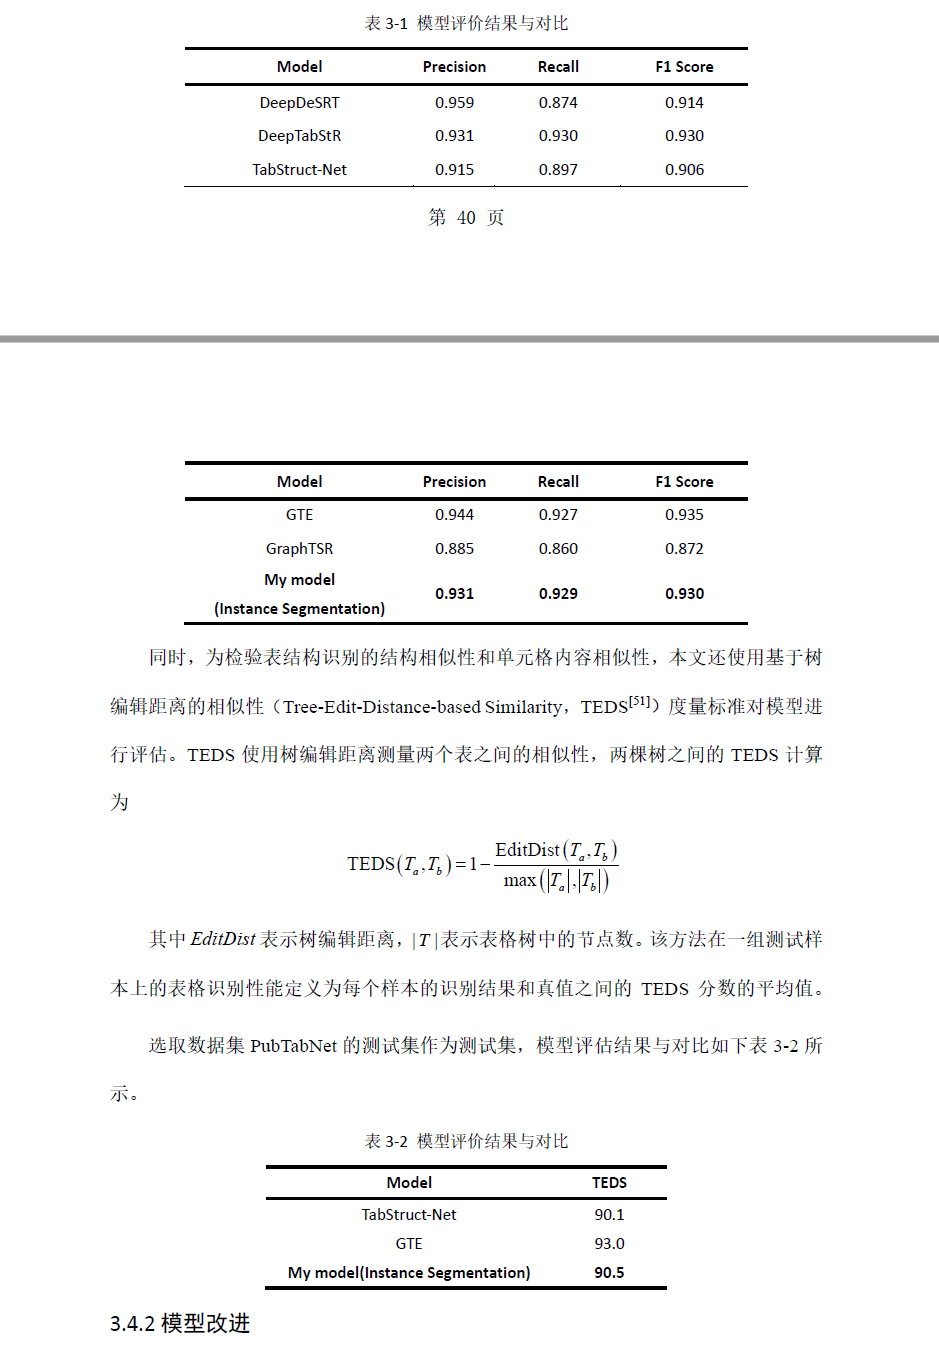 表 3-1 模型评价结果与对比
Model Precision Recall F1 Score
DeepDeSRT 0.959 0.874 0.914
DeepTabStR 0.931 0.930 0.930
TabStruct-Net 0.915 0.897 0.906
第 40 页
Model Precision Recall F1 Score
GTE 0.944 0.927 0.935
GraphTSR 0.885 0.860 0.872
My model
(Instance Segmentation) 0.931 0.929 0.930
同时，为检验表结构识别的结构相似性和单元格内容相似性，本文还使用基于树
编辑距离的相似性（Tree-Edit-Distance-based Similarity，TEDS[51]）度量标准对模型进
行评估。TEDS 使用树编辑距离测量两个表之间的相似性，两棵树之间的 TEDS 计算
为
TEDS(Ta,Tb)=1−EditDist(Ta,Tb)/max(|Ta|,|Tb|)
其中 EditDist 表示树编辑距离，|T|表示表格树中的节点数。该方法在一组测试样
本上的表格识别性能定义为每个样本的识别结果和真值之间的 TEDS 分数的平均值。
选取数据集 PubTabNet 的测试集作为测试集，模型评估结果与对比如下表 3-2 所
示。
表 3-2 模型评价结果与对比
Model TEDS
TabStruct-Net 90.1
GTE 93.0
My model(Instance Segmentation) 90.5
3.4.2 模型改进